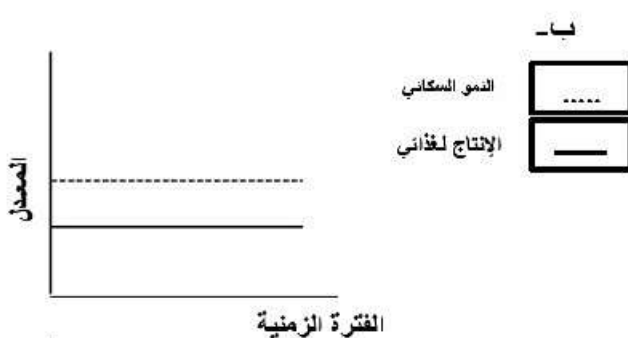 ب-
النمو السكاني
الإنتاج لغذائي
المعدل
الفترة الزمنية